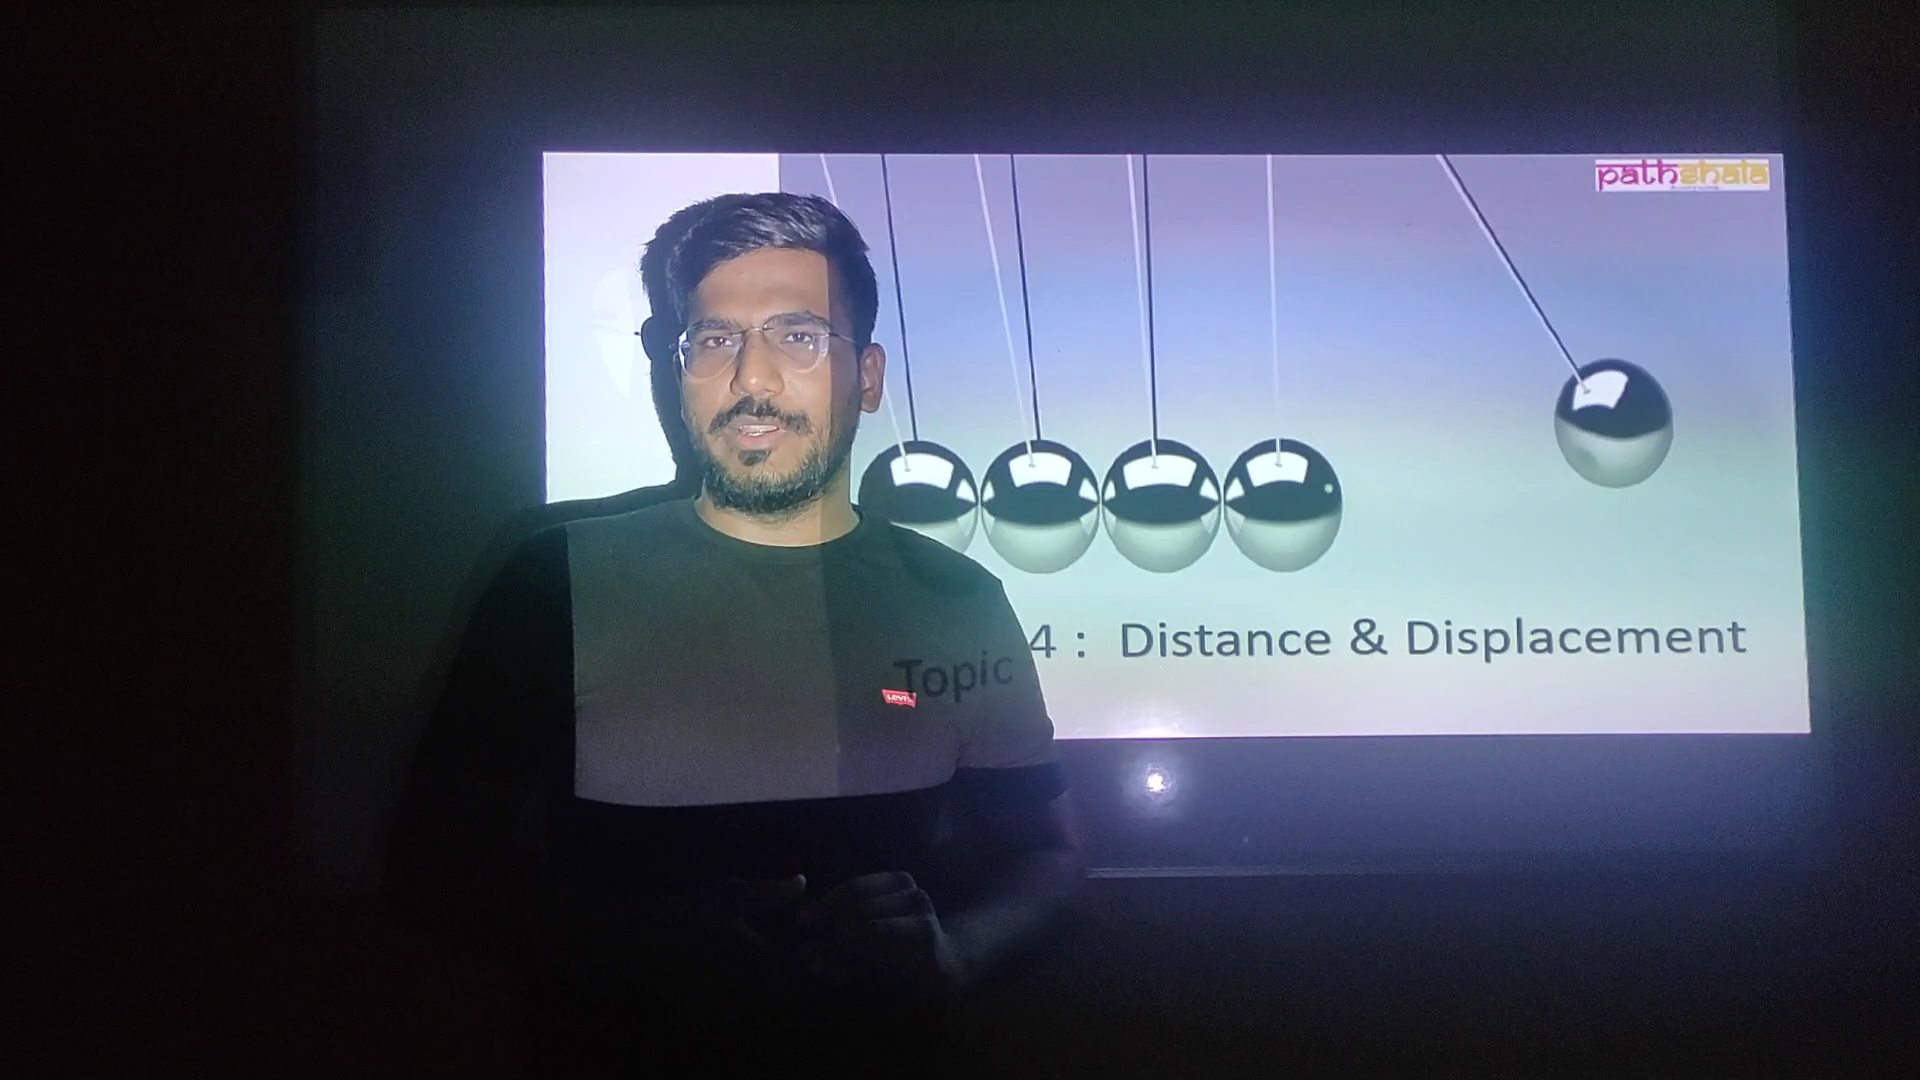 pathshala
Topic 4 : Distance & Displacement
Levi's